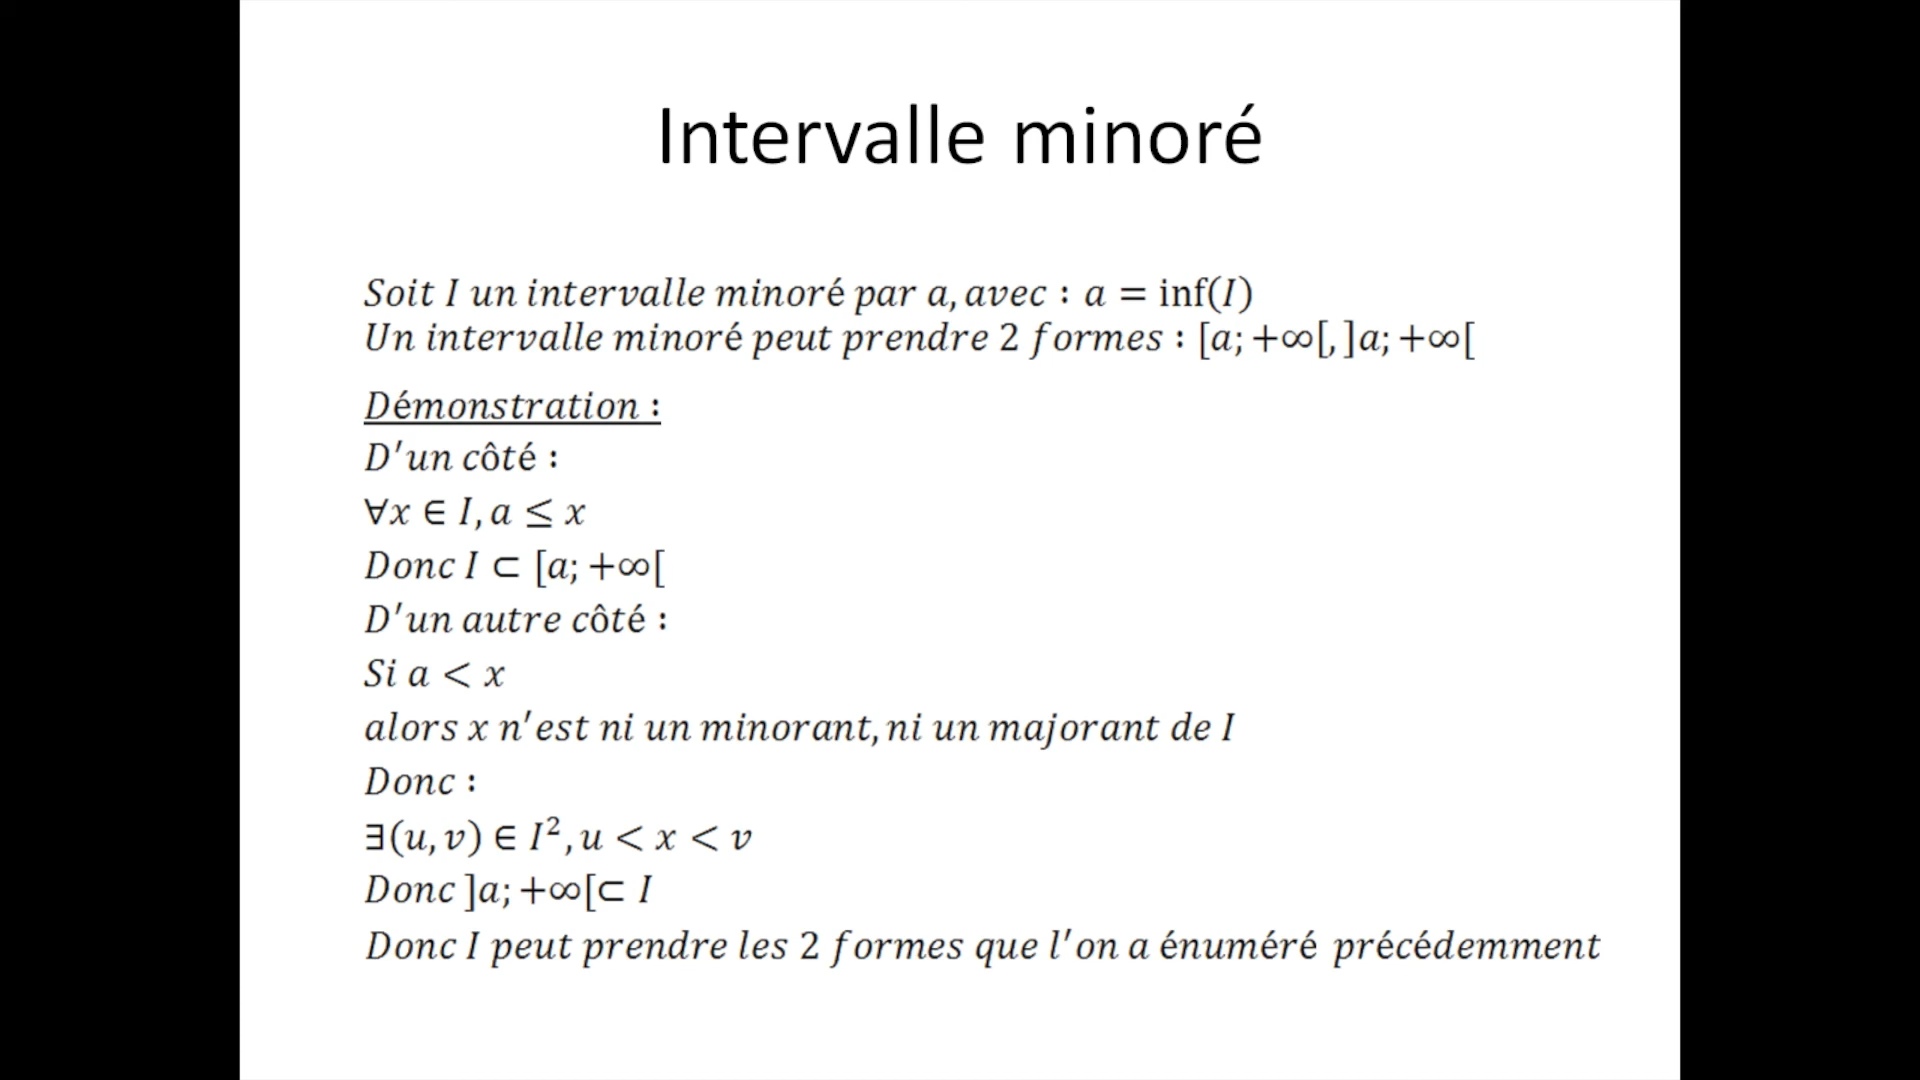 Intervalle minoré
Soit I un intervalle minoré par a, avec : a = inf(I)
Un intervalle minoré peut prendre 2 formes : [a; +∞[, ]a; +∞[
Démonstration :
D'un côté :
∀x ∈ I, a ≤ x
Donc I ⊂ [a; +∞[
D'un autre côté :
Si a < x
alors x n'est ni un minorant, ni un majorant de I
Donc :
∃(u, v) ∈ I², u < x < v
Donc ]a; +∞[⊂ I
Donc I peut prendre les 2 formes que l'on a énuméré précédemment